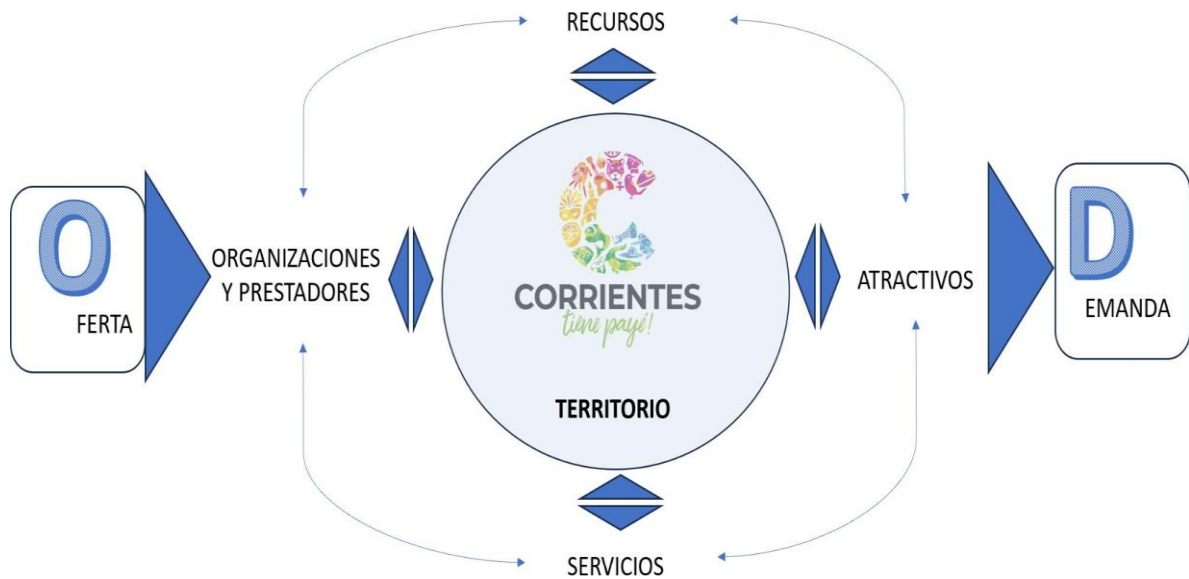 RECURSOS
O
FERTA
ORGANIZACIONES
Y PRESTADORES
CORRIENTES
tiene payé!
TERRITORIO
ATRACTIVOS
D
EMANDA
SERVICIOS